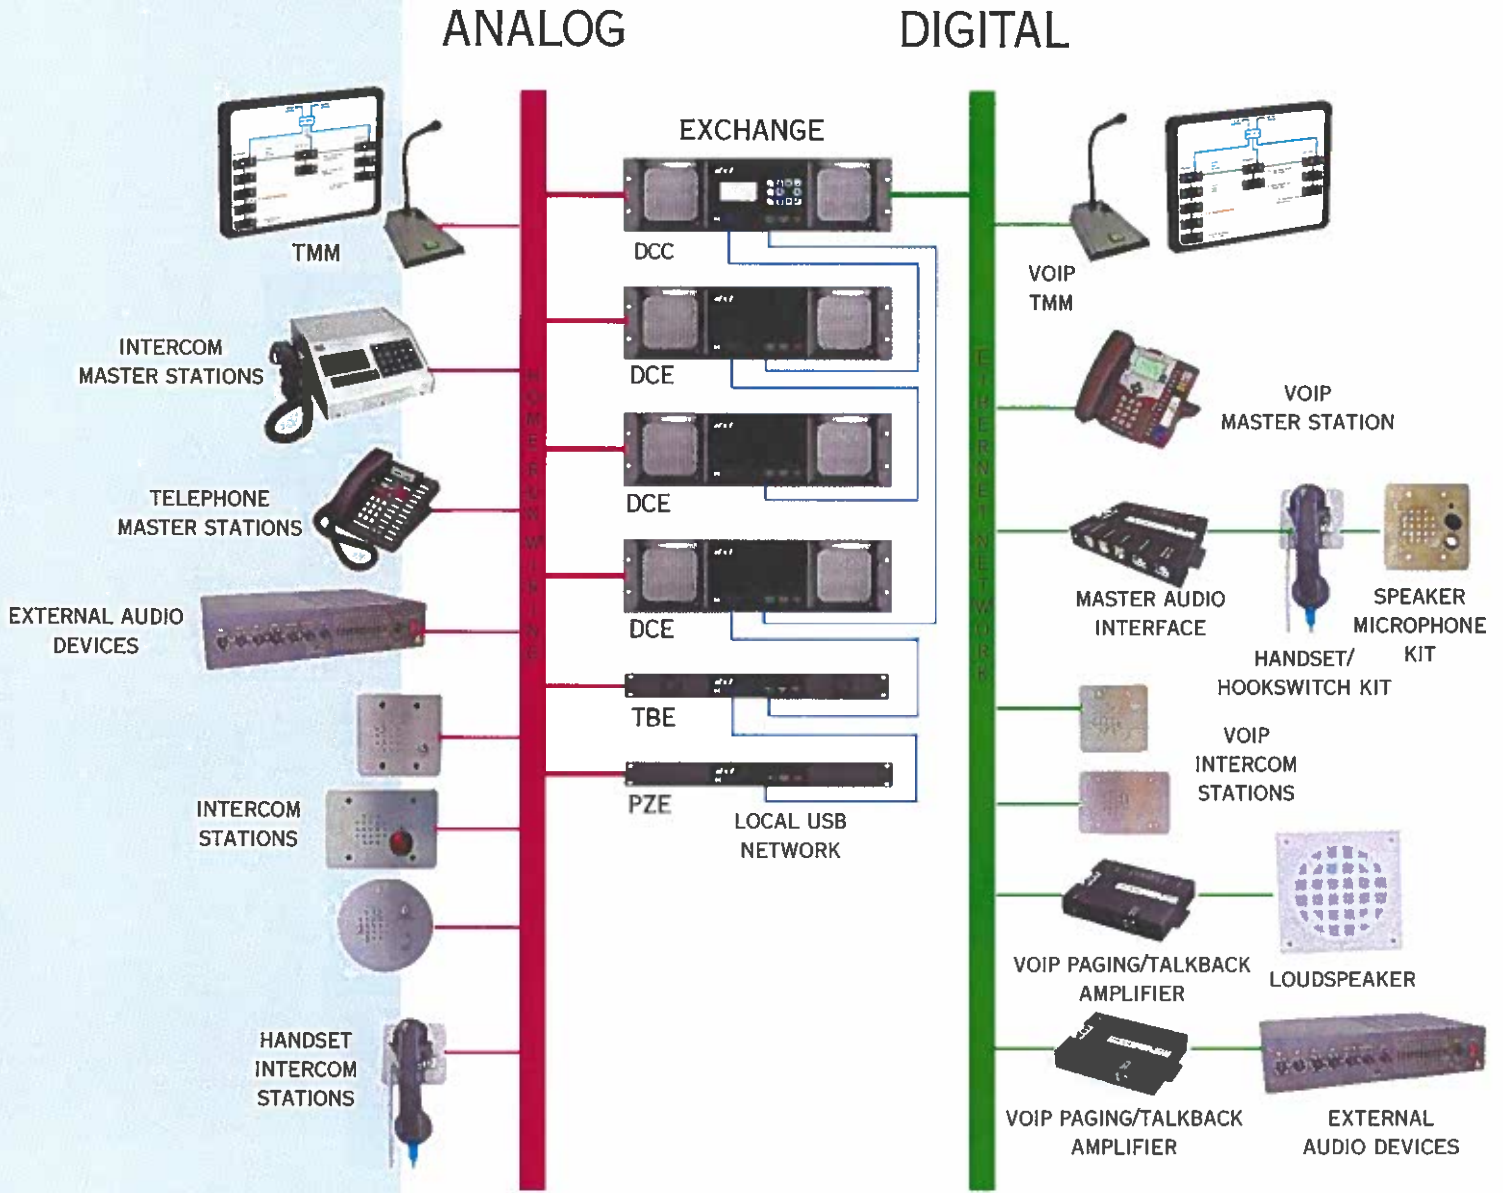 ANALOG
DIGITAL
EXCHANGE
TMM
DCC
VOIP
TMM
INTERCOM
MASTER STATIONS
DCE
VOIP
MASTER STATION
TELEPHONE
MASTER STATIONS
DCE
HOMERUN WIRING
ETHERNET NETWORK
EXTERNAL AUDIO
DEVICES
DCE
MASTER AUDIO
INTERFACE
HANDSET/
HOOKSWITCH KIT
SPEAKER
MICROPHONE
KIT
TBE
VOIP
INTERCOM
STATIONS
PZE
LOCAL USB
NETWORK
INTERCOM
STATIONS
VOIP PAGING/TALKBACK
AMPLIFIER
LOUDSPEAKER
HANDSET
INTERCOM
STATIONS
VOIP PAGING/TALKBACK
AMPLIFIER
EXTERNAL
AUDIO DEVICES